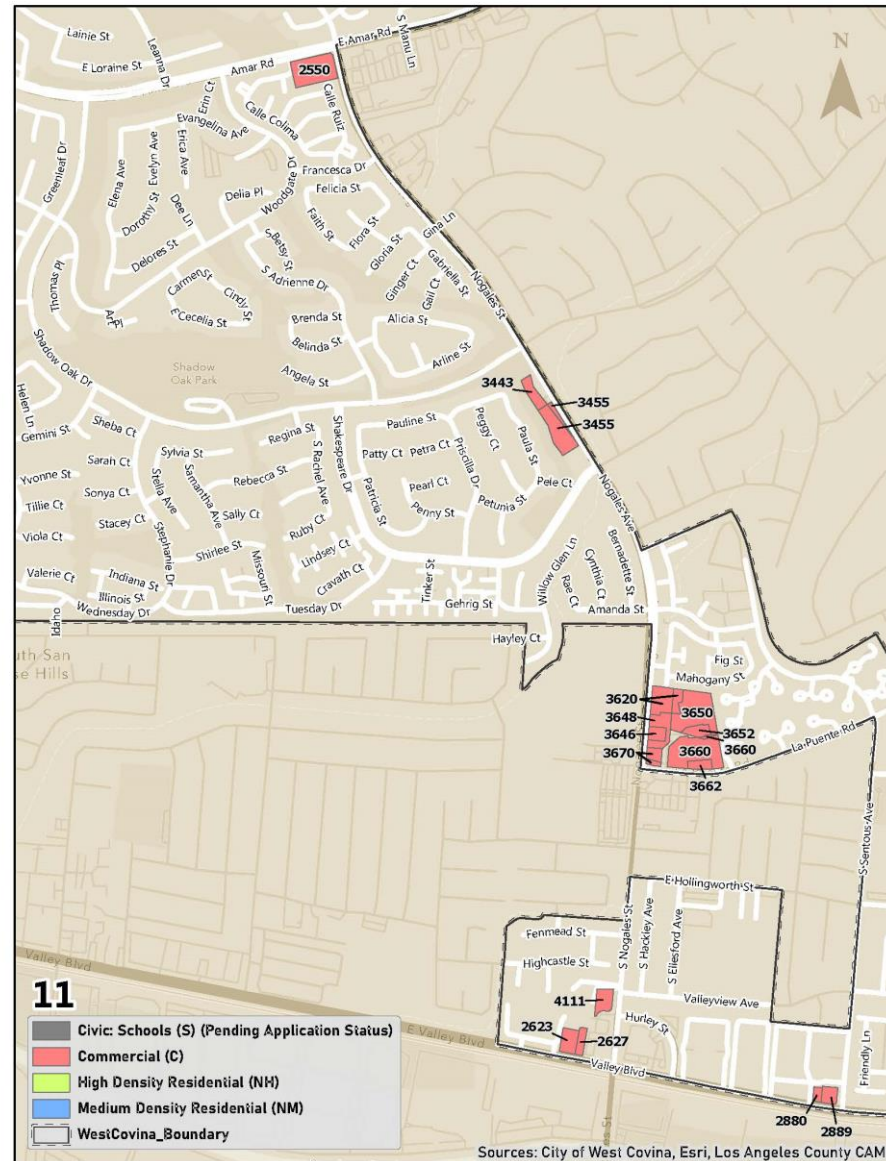 Lainie St
E Loraine St
Leanna Dr
Amar Rd
E Amar Rd
S Manu Ln
N
2550
Erin Ct
Calle Colima
Calle Ruiz
Evangelina Ave
Greenleaf Dr
Elena Ave
Evelyn Ave
Erica Ave
Francesca Dr
Felicia St
Delia Pl
Woodgate Dr
Dorothy St
Dee Ln
Faith St
Flora St
Gina Ln
Delores St
S Betsy St
Gloria St
Gabriella St
Thomas Pl
Carmen St
Cindy St
S Adrienne Dr
Ginger Ct
Gail Ct
Nogales St
Art Pl
E Cecelia St
Brenda St
Alicia St
Belinda St
Arline St
Shadow Oak Dr
Shadow
Oak Park
Angela St
3443
3455
3455
Helen Ln
Gemini St
Sheba Ct
Regina St
Shakespeare Dr
Pauline St
Peggy Ct
Paula St
Sylvia St
S Rachel Ave
Patty Ct
Petra Ct
Priscilla Dr
Yvonne St
Sarah Ct
Samantha Ave
Rebecca St
Patricia St
Pele Ct
Nogales Ave
Tillie Ct
Sonya Ct
Stella Ave
Sally Ct
Pearl Ct
Petunia St
Viola Ct
Stacey Ct
Stephanie Dr
Ruby Ct
Penny St
Shirlee St
Missouri St
Lindsey Ct
Willow Glen Ln
Bernadette St
Valerie Ct
Indiana St
Cravath Ct
Tinker St
Rae Ct
Cynthia Ct
Illinois St
Wednesday Dr
Tuesday Dr
Gehrig St
Amanda St
Idaho
Hayley Ct
uth San
se Hills
Fig St
Mahogany St
3620
3650
3648
3652
3646
3660
3660
La Puente Rd
3670
3662
S Sentous Ave
E Hollingworth St
S Nogales St
S Hackley Ave
S Ellesford Ave
Fenmead St
Valley Blvd
Highcastle St
4111
Valleyview Ave
E Valley Blvd
2623
2627
Hurley St
Valley Blvd
Friendly Ln
2880
2889
11
Civic: Schools (S) (Pending Application Status)
Commercial (C)
High Density Residential (NH)
Medium Density Residential (NM)
WestCovina_Boundary
Sources: City of West Covina, Esri, Los Angeles County CAM